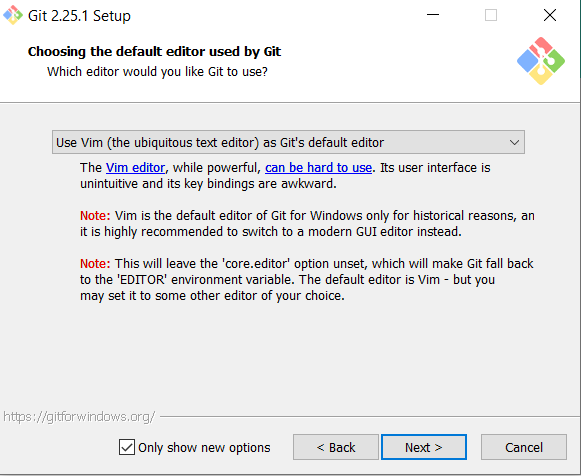 Git 2.25.1 Setup
Choosing the default editor used by Git
Which editor would you like Git to use?
Use Vim (the ubiquitous text editor) as Git's default editor
The Vim editor, while powerful, can be hard to use. Its user interface is
unintuitive and its key bindings are awkward.
Note: Vim is the default editor of Git for Windows only for historical reasons, an
it is highly recommended to switch to a modern GUI editor instead.
Note: This will leave the 'core.editor' option unset, which will make Git fall back
to the 'EDITOR' environment variable. The default editor is Vim - but you
may set it to some other editor of your choice.
https://gitforwindows.org/
Only show new options
< Back
Next >
Cancel